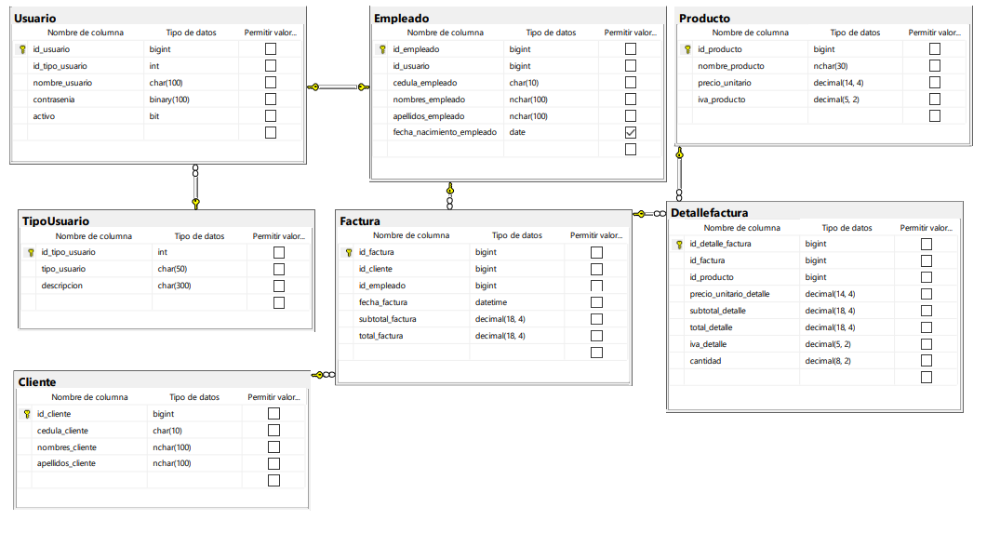 Usuario
Nombre de columna Tipo de datos Permitir valor...
id_usuario bigint
id_tipo_usuario int
nombre_usuario char(100)
contrasenia binary(100)
activo bit
Empleado
Nombre de columna Tipo de datos Permitir valor...
id_empleado bigint
id_usuario bigint
cedula_empleado char(10)
nombres_empleado nchar(100)
apellidos_empleado nchar(100)
fecha_nacimiento_empleado date
Producto
Nombre de columna Tipo de datos Permitir valor...
id_producto bigint
nombre_producto nchar(30)
precio_unitario decimal(14, 4)
iva_producto decimal(5, 2)
TipoUsuario
Nombre de columna Tipo de datos Permitir valor...
id_tipo_usuario int
tipo_usuario char(50)
descripcion char(300)
Factura
Nombre de columna Tipo de datos Permitir valor...
id_factura bigint
id_cliente bigint
id_empleado bigint
fecha_factura datetime
subtotal_factura decimal(18, 4)
total_factura decimal(18, 4)
Detallefactura
Nombre de columna Tipo de datos Permitir valor...
id_detalle_factura bigint
id_factura bigint
id_producto bigint
precio_unitario_detalle decimal(14, 4)
subtotal_detalle decimal(18, 4)
total_detalle decimal(18, 4)
iva_detalle decimal(5, 2)
cantidad decimal(8, 2)
Cliente
Nombre de columna Tipo de datos Permitir valor...
id_cliente bigint
cedula_cliente char(10)
nombres_cliente nchar(100)
apellidos_cliente nchar(100)